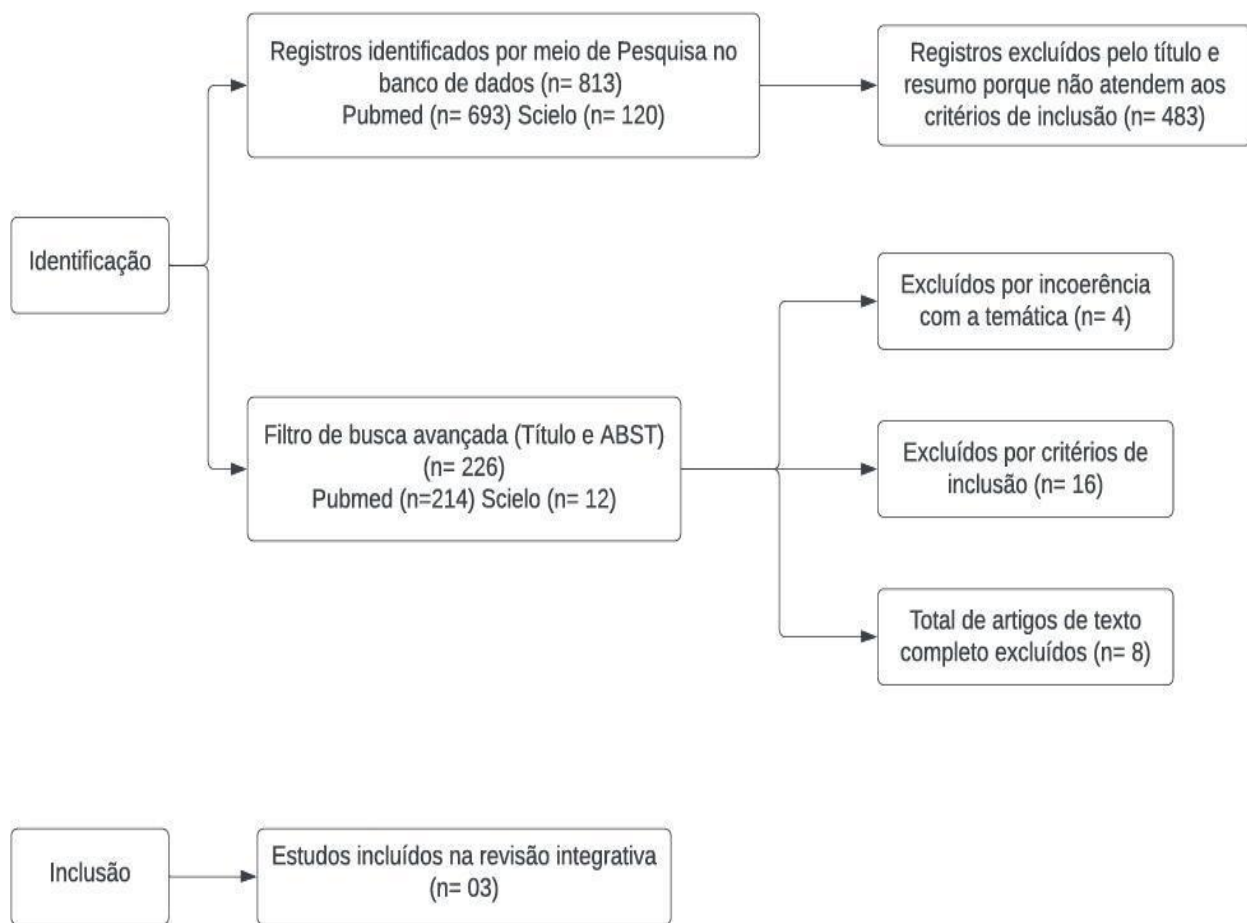 Registros identificados por meio de Pesquisa no
banco de dados (n= 813)
Pubmed (n= 693) Scielo (n= 120)
Registros excluídos pelo título e
resumo porque não atendem aos
critérios de inclusão (n= 483)
Identificação
Excluídos por incoerência
com a temática (n= 4)
Filtro de busca avançada (Título e ABST)
(n= 226)
Pubmed (n=214) Scielo (n= 12)
Excluídos por critérios de
inclusão (n= 16)
Total de artigos de texto
completo excluídos (n= 8)
Inclusão
Estudos incluídos na revisão integrativa
(n= 03)